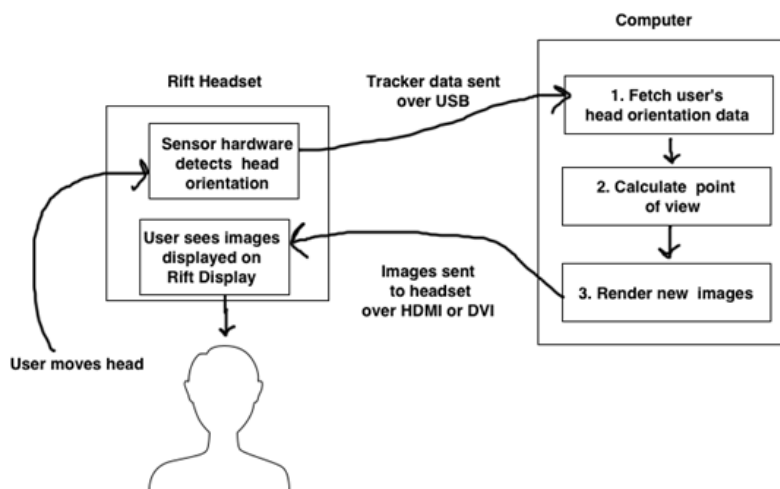 Computer
Rift Headset
Tracker data sent
over USB
1. Fetch user's
head orientation data
Sensor hardware
detects head
orientation
2. Calculate point
of view
User sees images
displayed on
Rift Display
Images sent
to headset
over HDMI or DVI
3. Render new images
User moves head